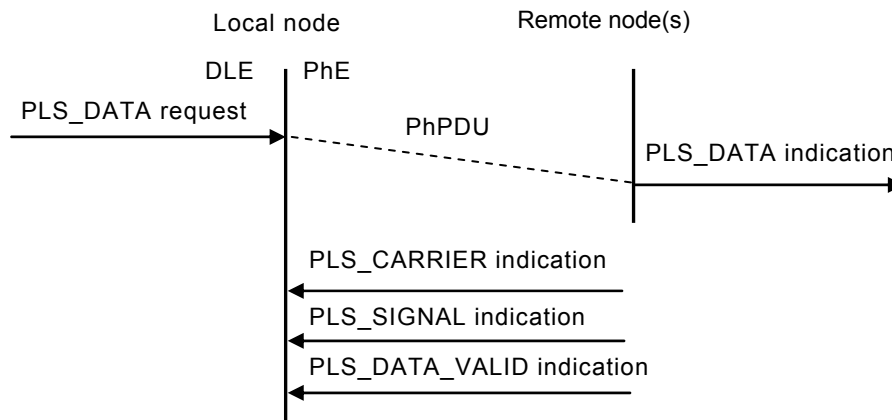 Local node
Remote node(s)
DLE
PhE
PLS_DATA request
PhPDU
PLS_DATA indication
PLS_CARRIER indication
PLS_SIGNAL indication
PLS_DATA_VALID indication